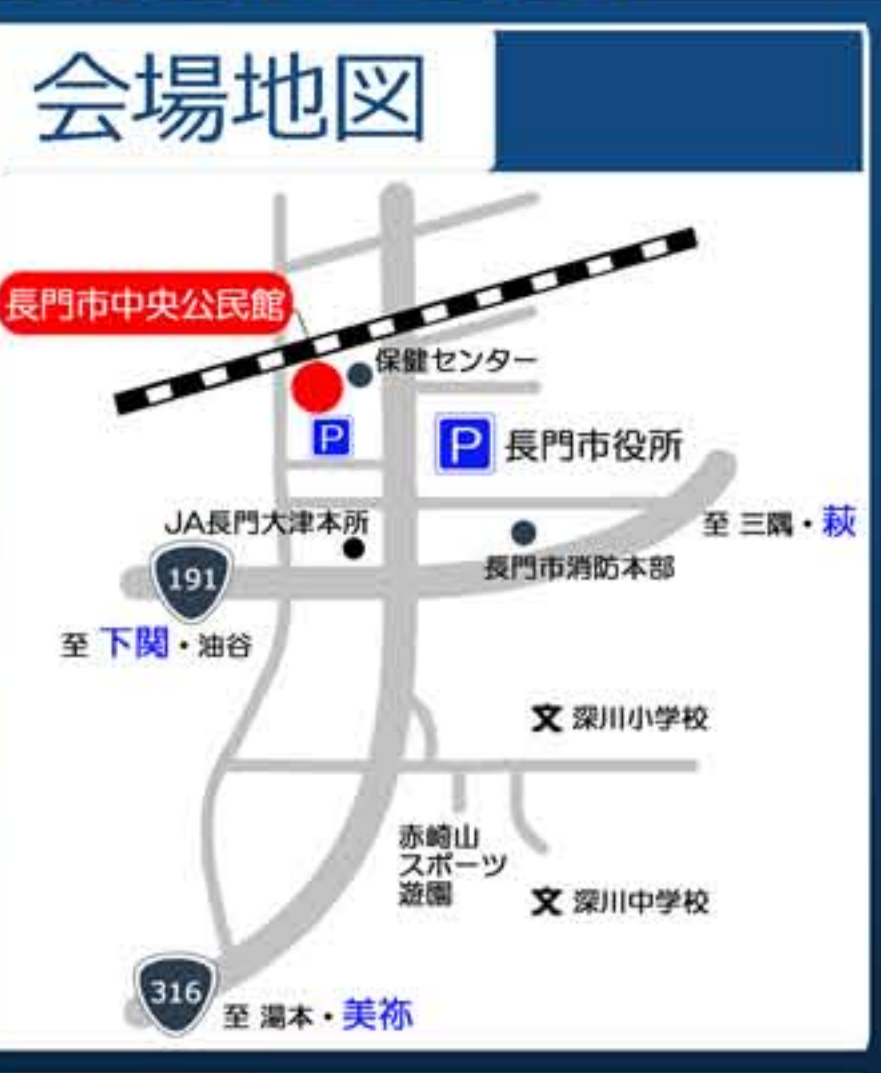 会場地図
長門市中央公民館
保健センター
P
P 長門市役所
JA長門大津本所
至 三隅・萩
191
長門市消防本部
至 下関・油谷
文 深川小学校
赤崎山
スポーツ
遊園
文 深川中学校
316
至 湯本・美祢